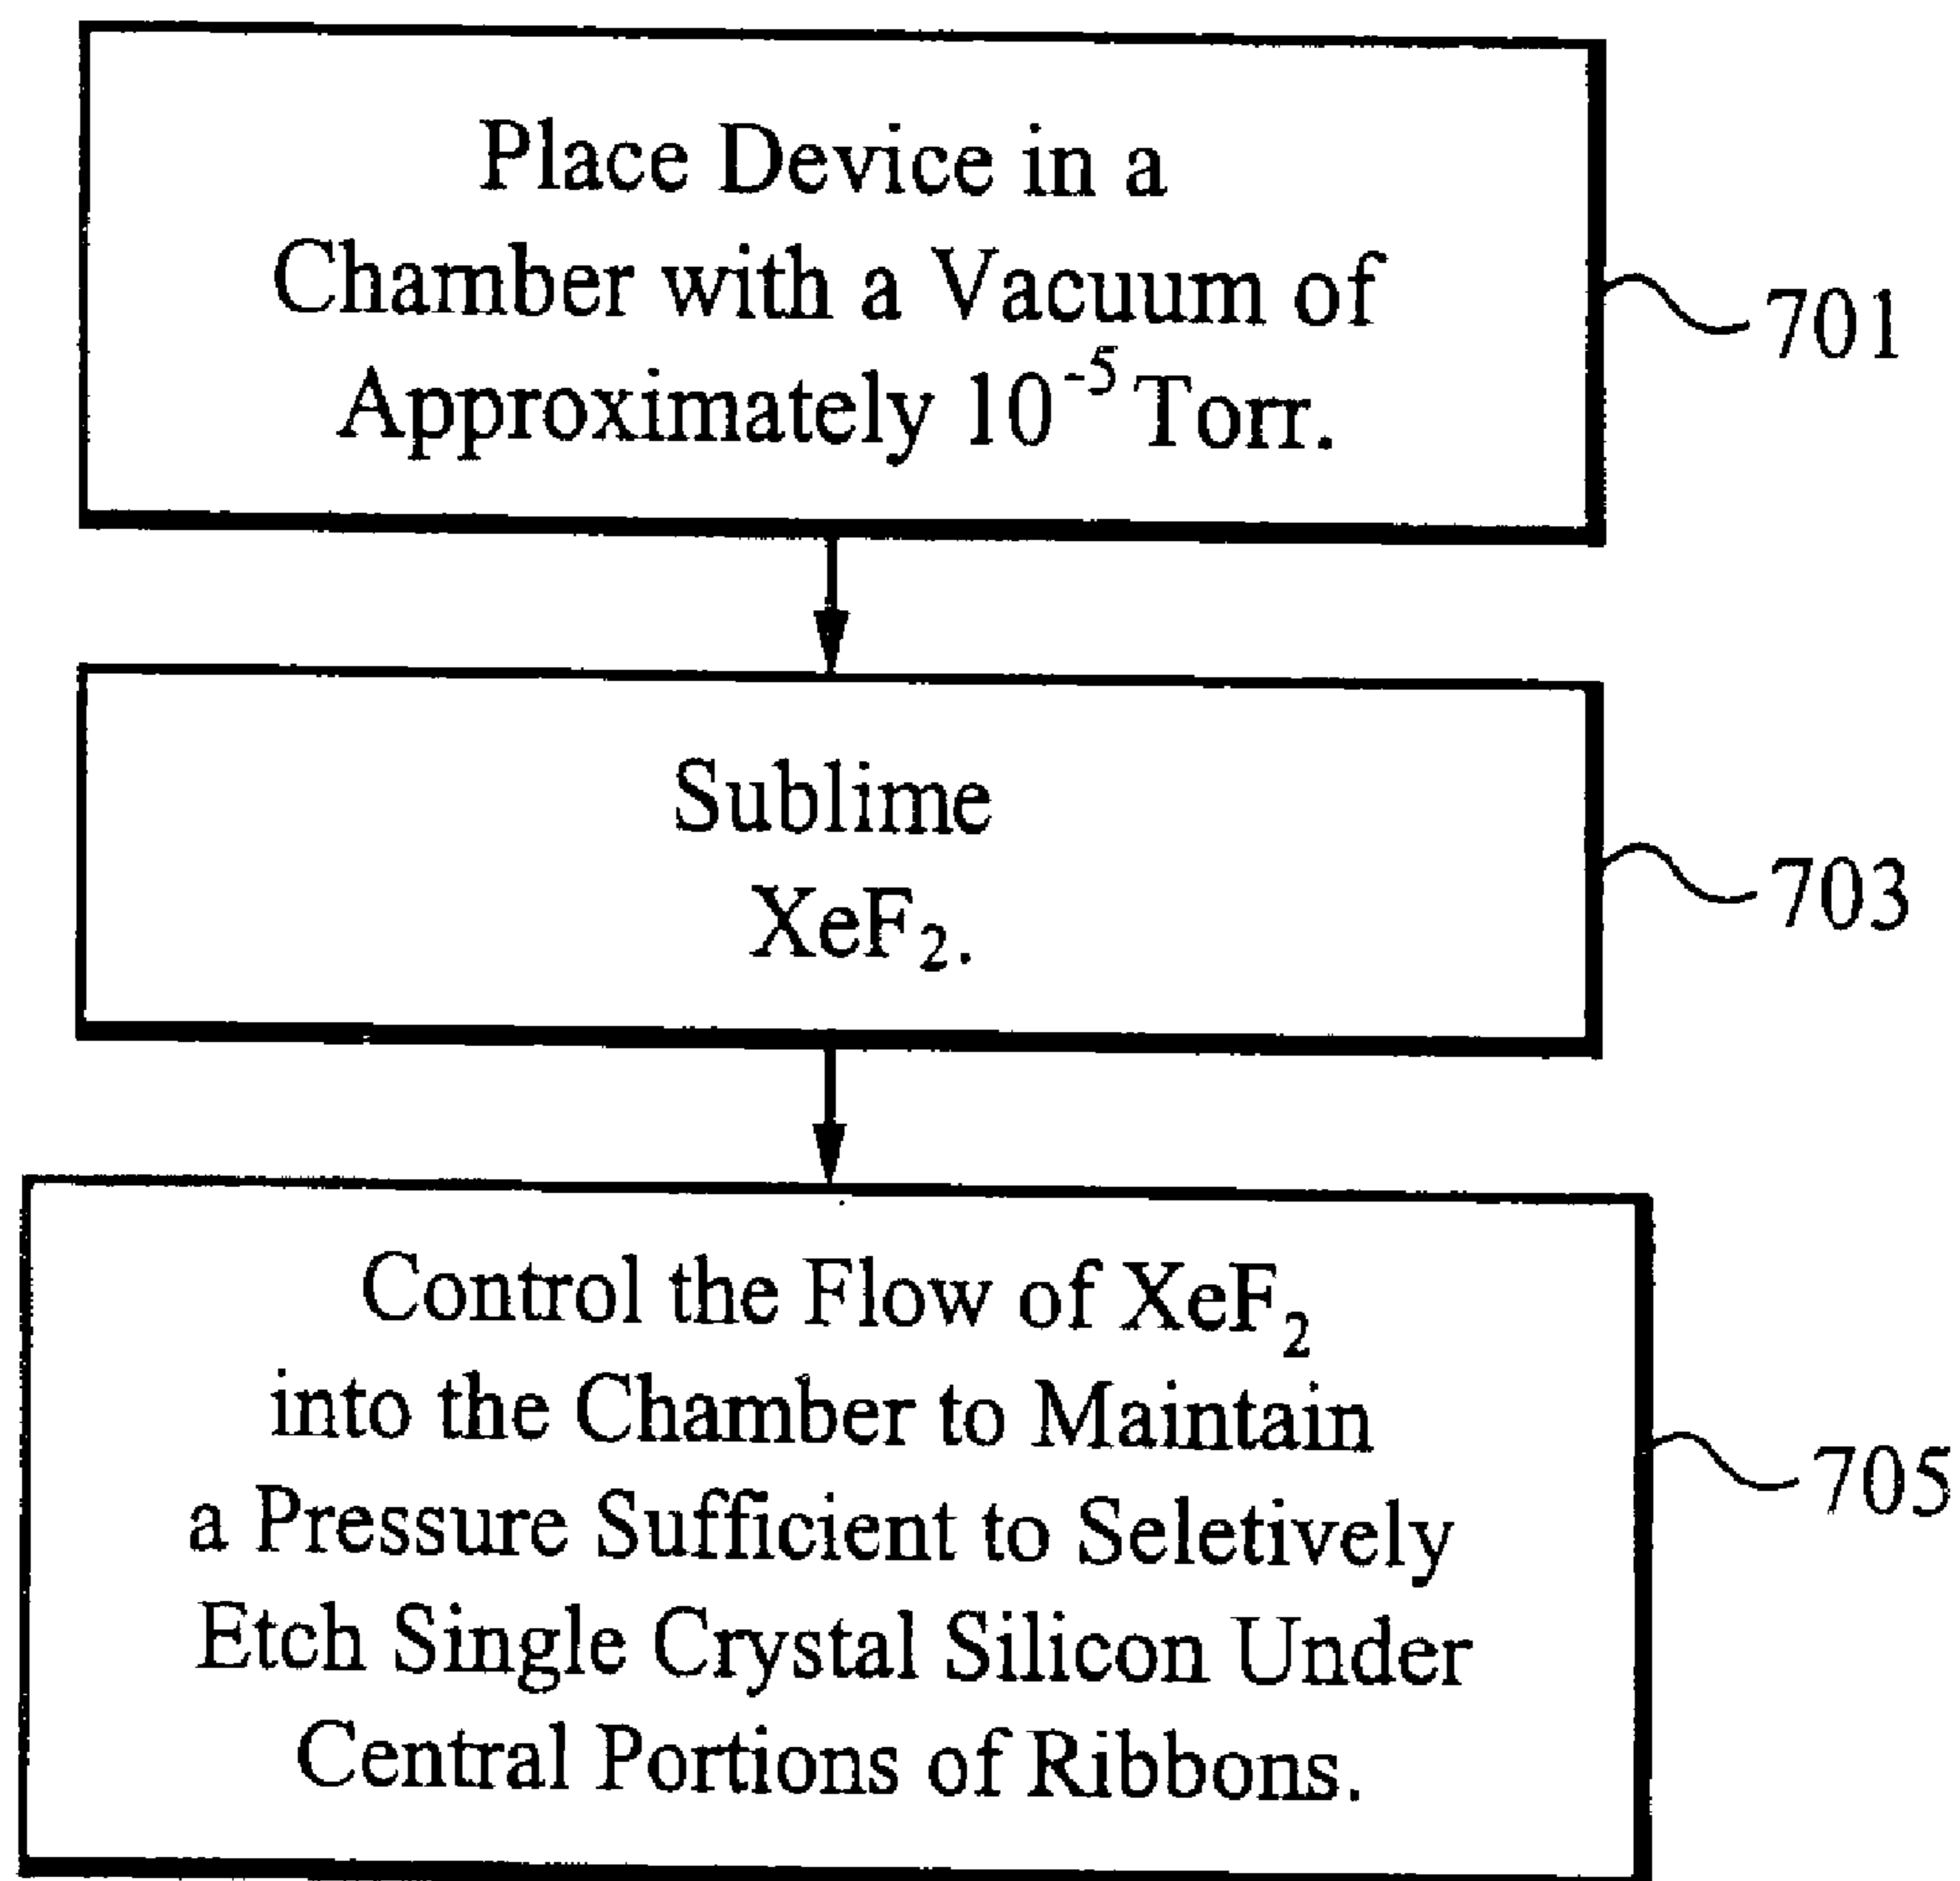 Place Device in a
Chamber with a Vacuum of
Approximately 10⁻⁵ Torr.
701
Sublime
XeF₂.
703
Control the Flow of XeF₂
into the Chamber to Maintain
a Pressure Sufficient to Seletively
Etch Single Crystal Silicon Under
Central Portions of Ribbons.
705